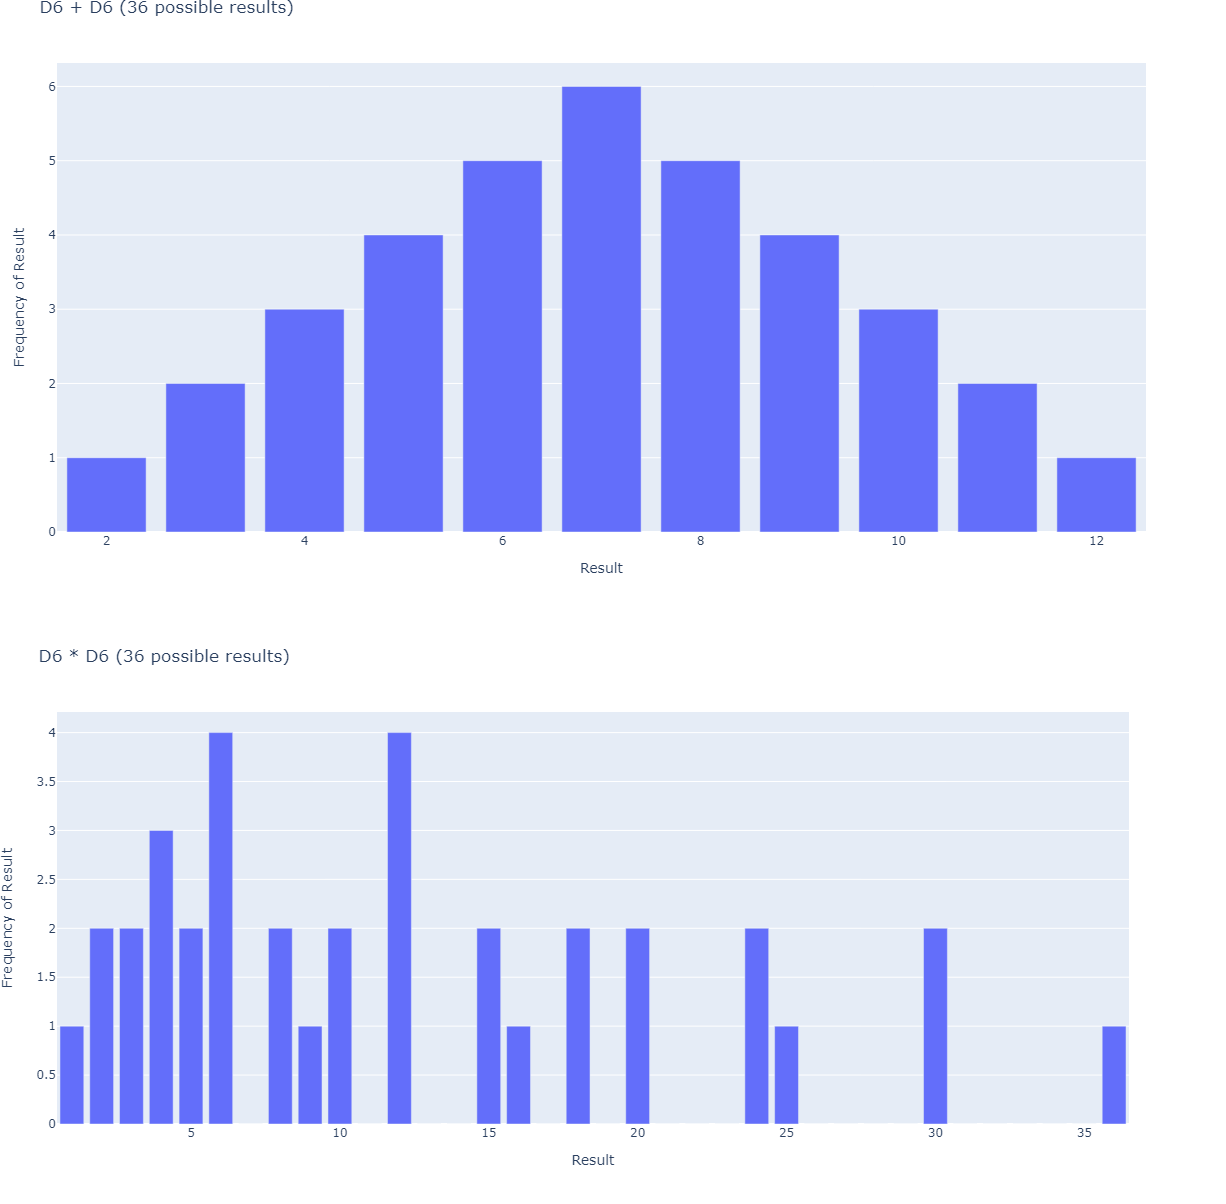 D6 + D6 (36 possible results)
6
5
4
3
2
1
0
Frequency of Result
2 4 6 8 10 12
Result
D6 * D6 (36 possible results)
4
3.5
3
2.5
2
1.5
1
0.5
0
Frequency of Result
5 10 15 20 25 30 35
Result